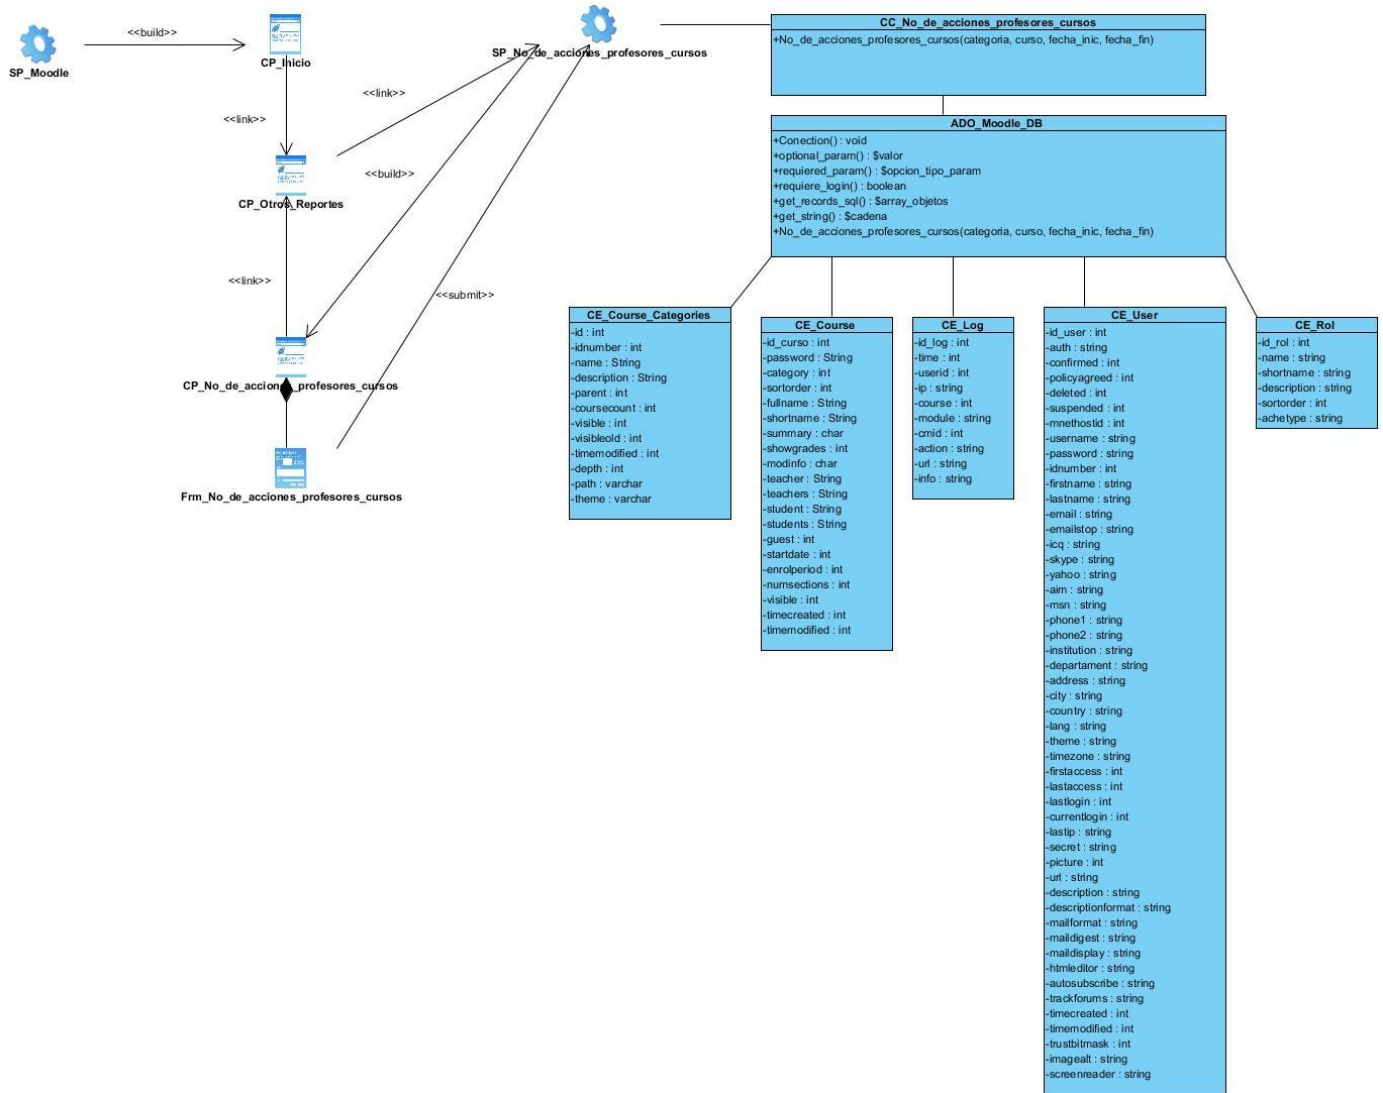 SP_Moodle
<<build>>
CP_Inicio
<<link>>
CP_Otros_Reportes
<<link>>
SP_No_de_acciones_profesores_cursos
<<build>>
<<link>>
<<submit>>
CP_No_de_acciones_profesores_cursos
Frm_No_de_acciones_profesores_cursos
CC_No_de_acciones_profesores_cursos
+No_de_acciones_profesores_cursos(categoria, curso, fecha_inic, fecha_fin)
ADO_Moodle_DB
+Conection() : void
+optional_param() : $valor
+requiered_param() : $opcion_tipo_param
+requiere_login() : boolean
+get_records_sql() : $array_objetos
+get_string() : $cadena
+No_de_acciones_profesores_cursos(categoria, curso, fecha_inic, fecha_fin)
CE_Course_Categories
-id : int
-idnumber : int
-name : String
-description : String
-parent : int
-coursecount : int
-visible : int
-visibleold : int
-timemodified : int
-depth : int
-path : varchar
-theme : varchar
CE_Course
-id_curso : int
-password : String
-category : int
-sortorder : int
-fullname : String
-shortname : String
-summary : char
-showgrades : int
-modinfo : char
-teacher : String
-teachers : String
-student : String
-students : String
-guest : int
-startdate : int
-enrolperiod : int
-numsections : int
-visible : int
-timecreated : int
-timemodified : int
CE_Log
-id_log : int
-time : int
-userid : int
-ip : string
-course : int
-module : string
-cmid : int
-action : string
-url : string
-info : string
CE_User
-id_user : int
-auth : string
-confirmed : int
-policyagreed : int
-deleted : int
-suspended : int
-mnethostid : int
-username : string
-password : string
-idnumber : int
-firstname : string
-lastname : string
-email : string
-emailstop : string
-icq : string
-skype : string
-yahoo : string
-aim : string
-msn : string
-phone1 : string
-phone2 : string
-institution : string
-departament : string
-address : string
-city : string
-country : string
-lang : string
-theme : string
-timezone : string
-firstaccess : int
-lastaccess : int
-lastlogin : int
-currentlogin : int
-lastip : string
-secret : string
-picture : int
-url : string
-description : string
-descriptionformat : string
-mailformat : string
-maildigest : string
-maildisplay : string
-htmleditor : string
-autosubscribe : string
-trackforums : string
-timecreated : int
-timemodified : int
-trustbitmask : int
-imagealt : string
-screenreader : string
CE_Rol
-id_rol : int
-name : string
-shortname : string
-description : string
-sortorder : int
-achetype : string